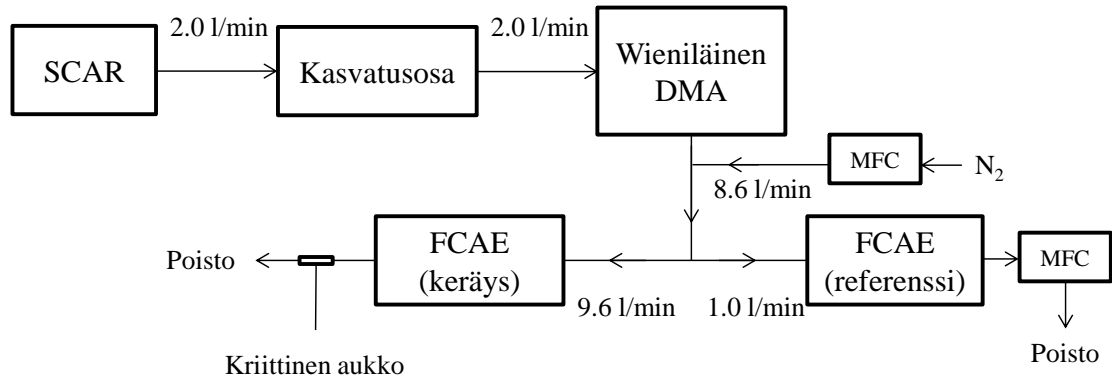 2.0 l/min
2.0 l/min
SCAR
Kasvatusosa
Wieniläinen
DMA
MFC
N2
8.6 l/min
Poisto
FCAE
(keräys)
FCAE
(referenssi)
MFC
9.6 l/min
1.0 l/min
Poisto
Kriittinen aukko